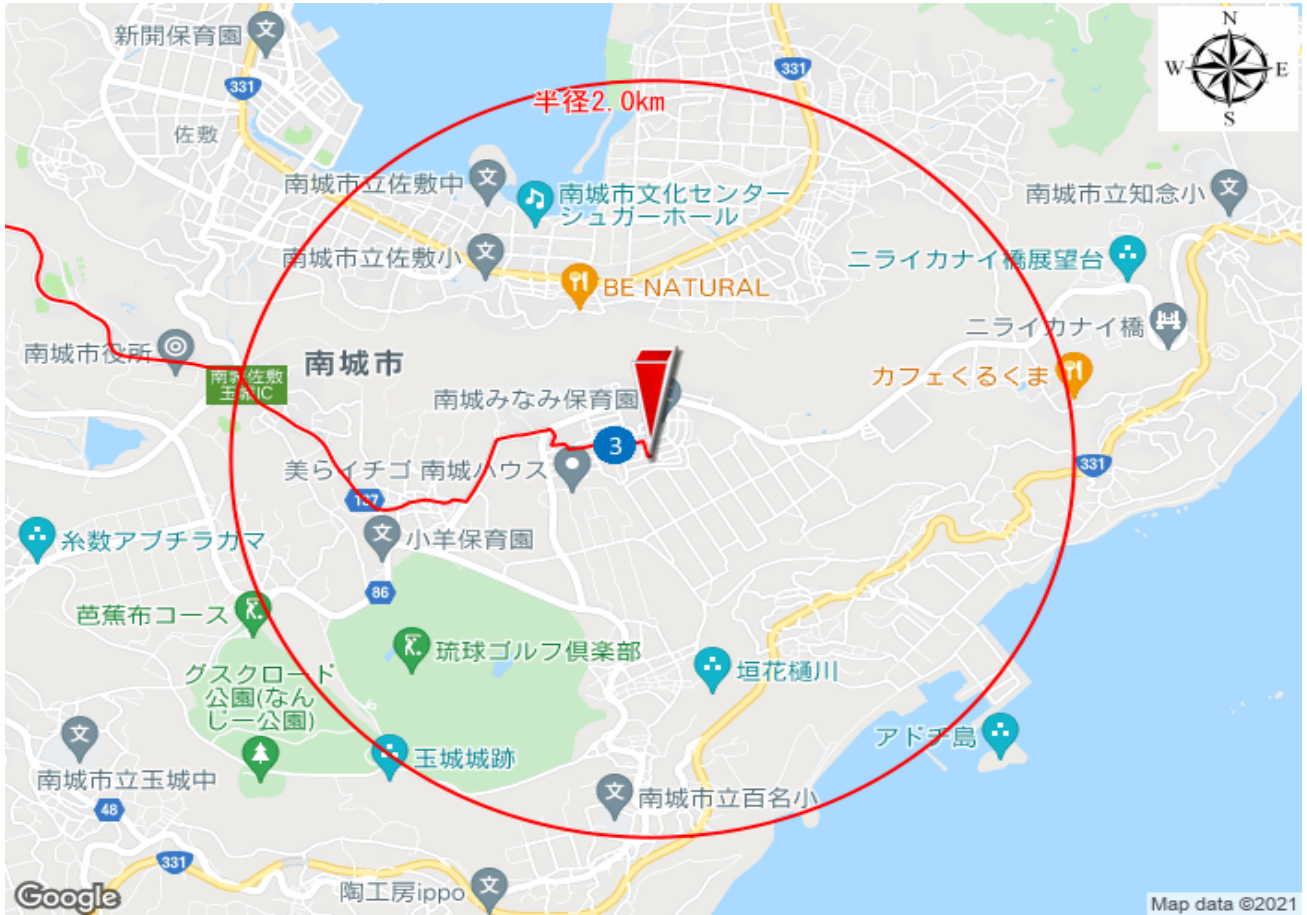 新開保育園
331
331
N
W
E
S
半径2.0km
佐敷
南城市立佐敷中
南城市文化センター
シュガーホール
南城市立知念小
南城市立佐敷小
ニライカナイ橋展望台
BE NATURAL
ニライカナイ橋
南城市役所
南城市
南城佐敷
玉城IC
カフェくるくま
南城みなみ保育園
3
331
美らイチゴ 南城ハウス
137
糸数アブチラガマ
小羊保育園
86
芭蕉布コース
琉球ゴルフ倶楽部
垣花樋川
グスクロード
公園(なん
じー公園)
アドチ島
玉城城跡
南城市立玉城中
南城市立百名小
48
331
陶工房ippo
Google
Map data ©2021